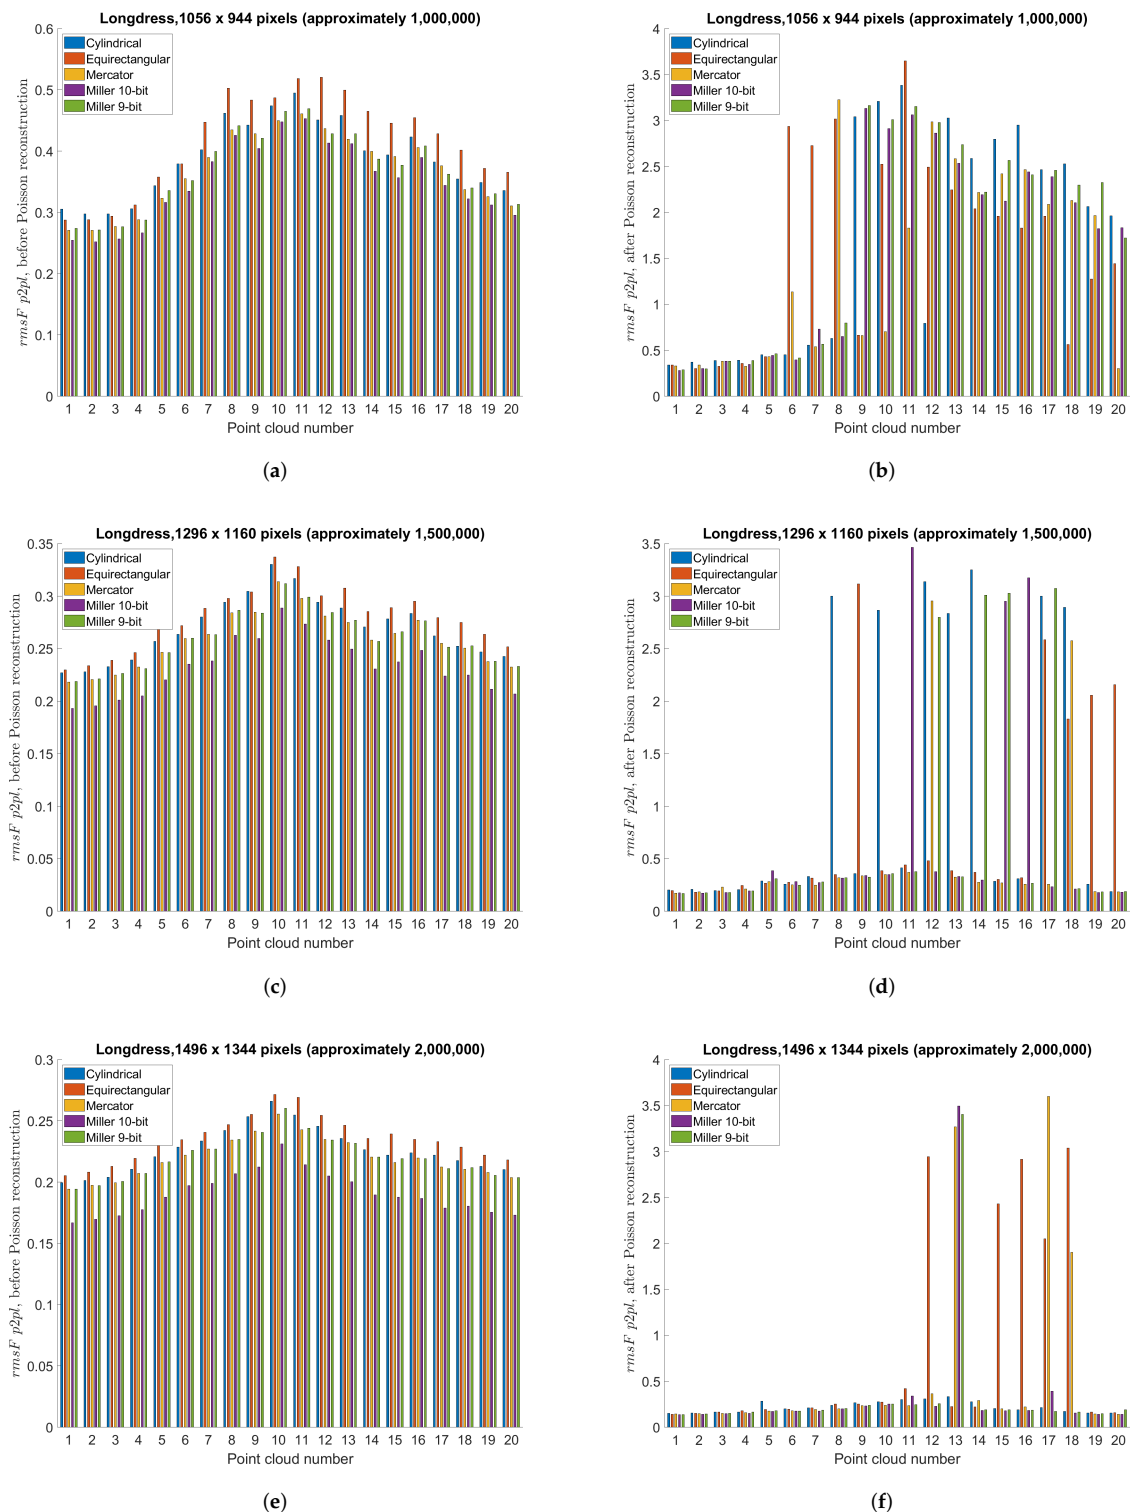 Longdress,1056 x 944 pixels (approximately 1,000,000)
rmsF p2pl, before Poisson reconstruction
0.6
0.5
0.4
0.3
0.2
0.1
0
Cylindrical
Equirectangular
Mercator
Miller 10-bit
Miller 9-bit
1 2 3 4 5 6 7 8 9 10 11 12 13 14 15 16 17 18 19 20
Point cloud number
(a)
Longdress,1056 x 944 pixels (approximately 1,000,000)
rmsF p2pl, after Poisson reconstruction
4
3.5
3
2.5
2
1.5
1
0.5
0
Cylindrical
Equirectangular
Mercator
Miller 10-bit
Miller 9-bit
1 2 3 4 5 6 7 8 9 10 11 12 13 14 15 16 17 18 19 20
Point cloud number
(b)
Longdress,1296 x 1160 pixels (approximately 1,500,000)
rmsF p2pl, before Poisson reconstruction
0.35
0.3
0.25
0.2
0.15
0.1
0.05
0
Cylindrical
Equirectangular
Mercator
Miller 10-bit
Miller 9-bit
1 2 3 4 5 6 7 8 9 10 11 12 13 14 15 16 17 18 19 20
Point cloud number
(c)
Longdress,1296 x 1160 pixels (approximately 1,500,000)
rmsF p2pl, after Poisson reconstruction
3.5
3
2.5
2
1.5
1
0.5
0
Cylindrical
Equirectangular
Mercator
Miller 10-bit
Miller 9-bit
1 2 3 4 5 6 7 8 9 10 11 12 13 14 15 16 17 18 19 20
Point cloud number
(d)
Longdress,1496 x 1344 pixels (approximately 2,000,000)
rmsF p2pl, before Poisson reconstruction
0.3
0.25
0.2
0.15
0.1
0.05
0
Cylindrical
Equirectangular
Mercator
Miller 10-bit
Miller 9-bit
1 2 3 4 5 6 7 8 9 10 11 12 13 14 15 16 17 18 19 20
Point cloud number
(e)
Longdress,1496 x 1344 pixels (approximately 2,000,000)
rmsF p2pl, after Poisson reconstruction
4
3.5
3
2.5
2
1.5
1
0.5
0
Cylindrical
Equirectangular
Mercator
Miller 10-bit
Miller 9-bit
1 2 3 4 5 6 7 8 9 10 11 12 13 14 15 16 17 18 19 20
Point cloud number
(f)